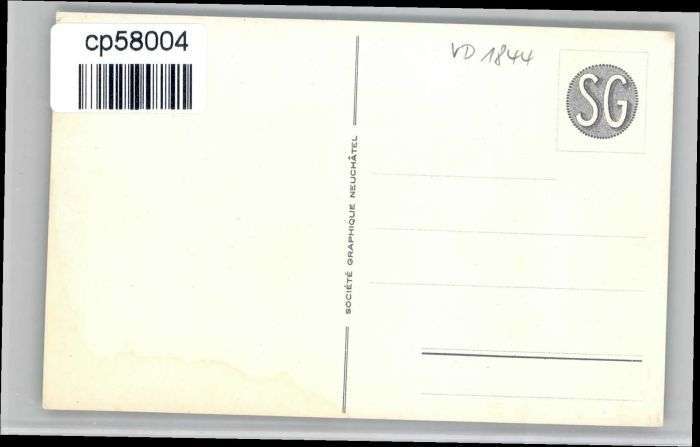 cp58004
VD 1844
SG
SOCIÉTÉ GRAPHIQUE NEUCHÂTEL